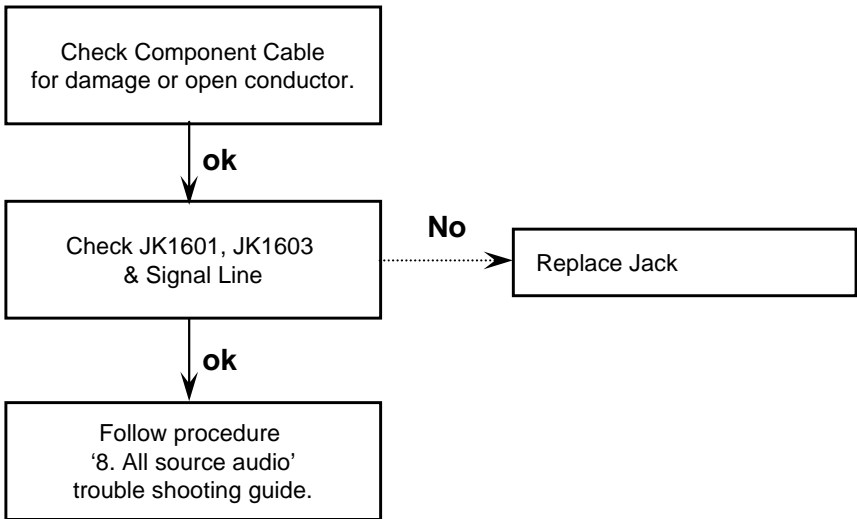 Check Component Cable
for damage or open conductor.
ok
Check JK1601, JK1603
& Signal Line
No
Replace Jack
ok
Follow procedure
‘8. All source audio’
trouble shooting guide.